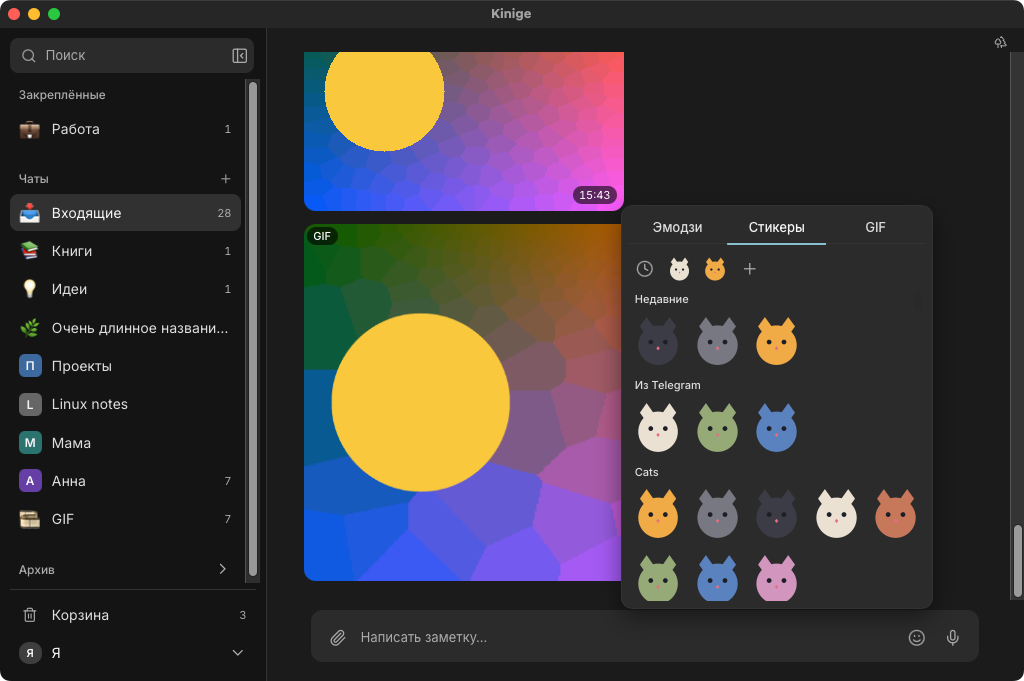 Kinige
Поиск
Закреплённые
Работа 1
Чаты
Входящие 28
Книги 1
Идеи 1
Очень длинное названи...
П Проекты
L Linux notes
М Мама
А Анна 7
GIF 7
Архив
Корзина 3
Я Я
15:43
GIF
Эмодзи Стикеры GIF
Недавние
Из Telegram
Cats
Написать заметку...